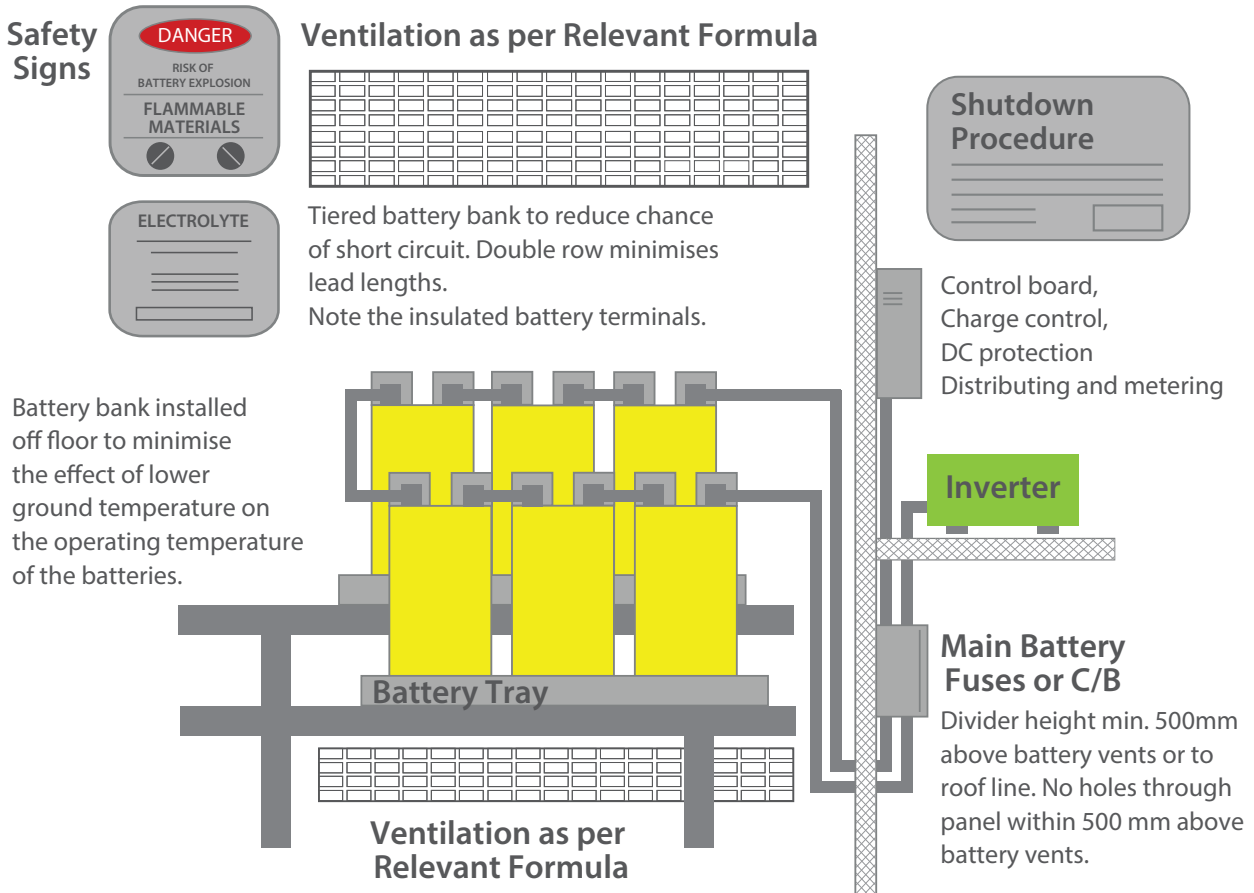 Safety
Signs
DANGER
RISK OF
BATTERY EXPLOSION
FLAMMABLE
MATERIALS
Ventilation as per Relevant Formula
Shutdown
Procedure
ELECTROLYTE
Tiered battery bank to reduce chance
of short circuit. Double row minimises
lead lengths.
Note the insulated battery terminals.
Control board,
Charge control,
DC protection
Distributing and metering
Battery bank installed
off floor to minimise
the effect of lower
ground temperature on
the operating temperature
of the batteries.
Inverter
Main Battery
Fuses or C/B
Divider height min. 500mm
above battery vents or to
roof line. No holes through
panel within 500 mm above
battery vents.
Battery Tray
Ventilation as per
Relevant Formula